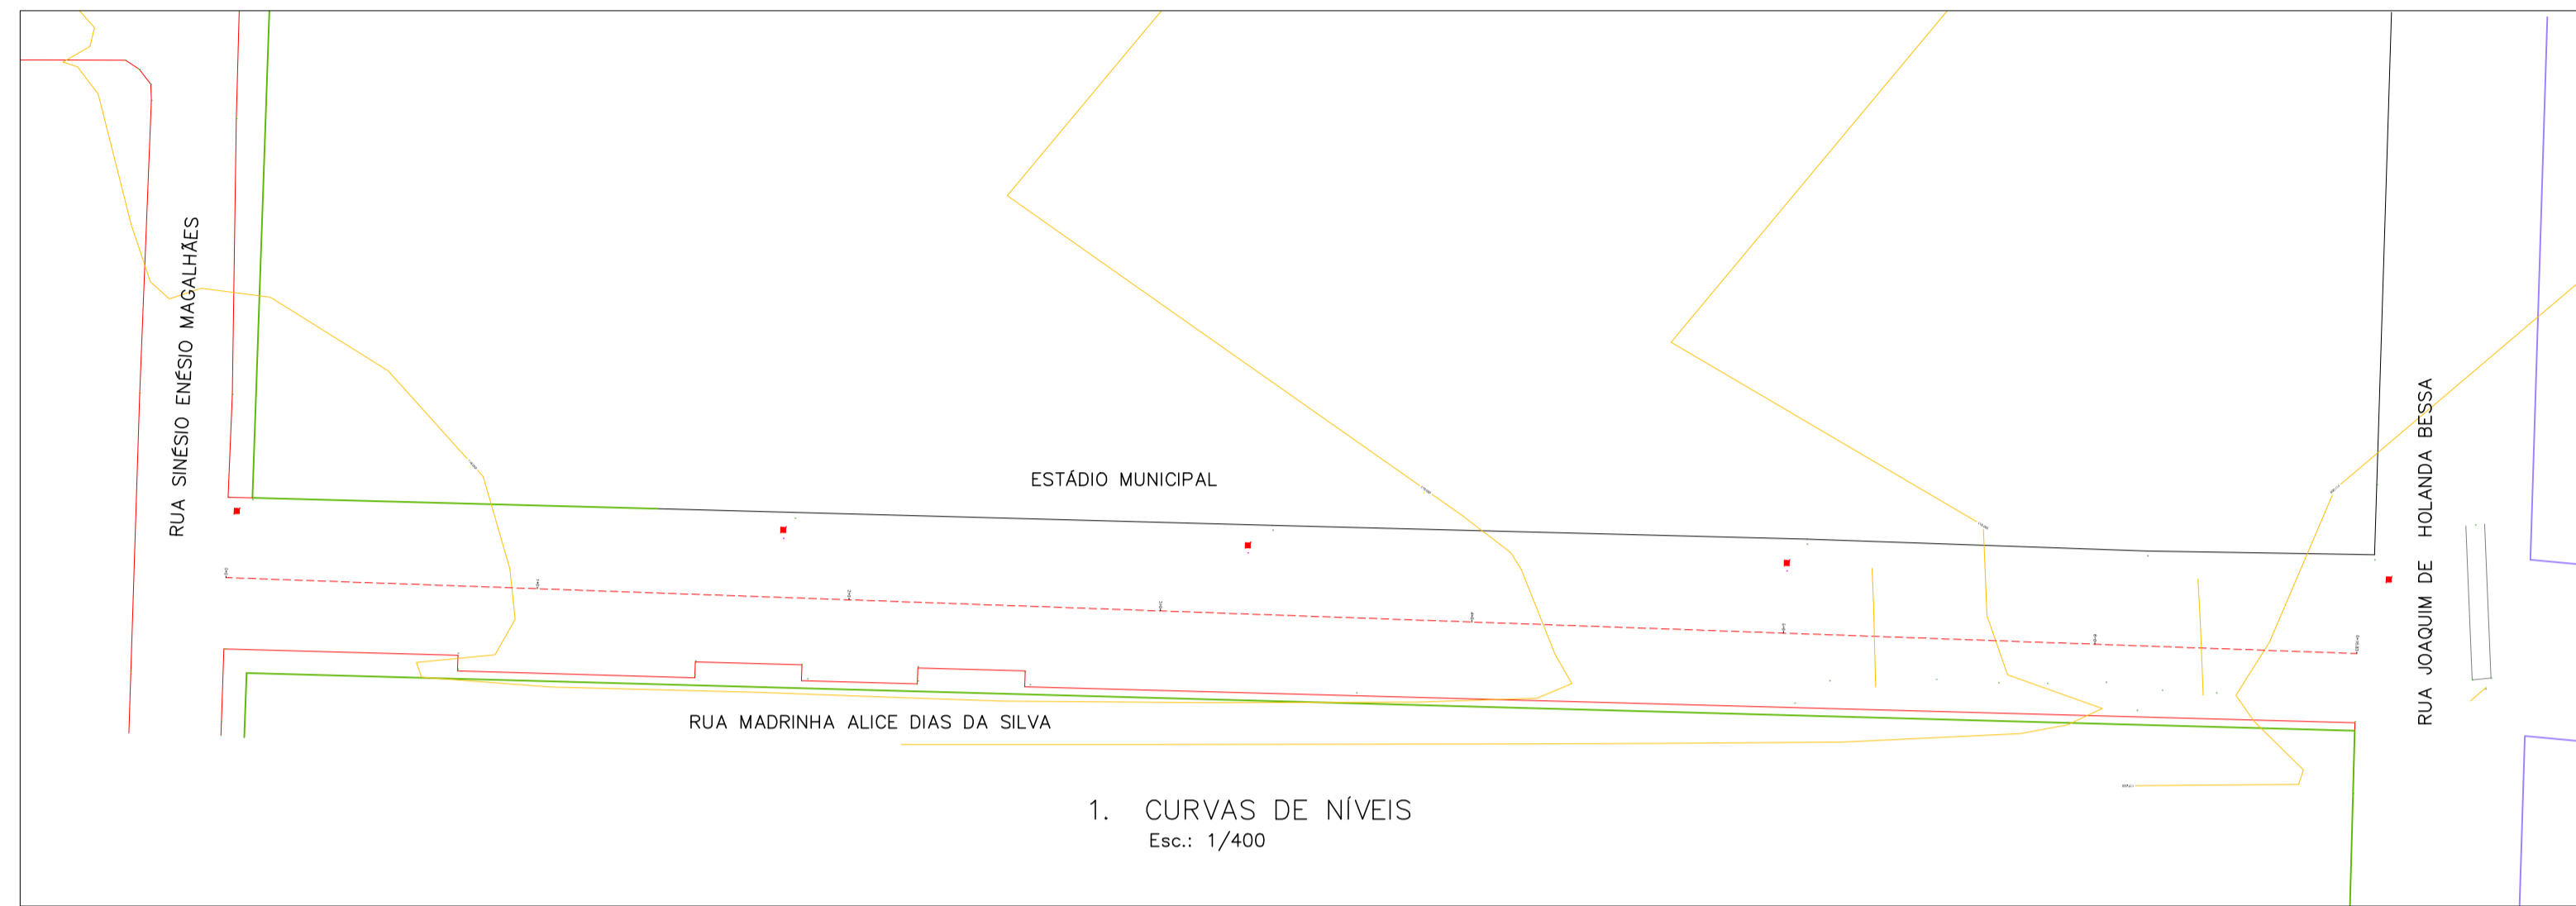 RUA SINÉSIO ENÉSIO MAGALHÃES
ESTÁDIO MUNICIPAL
RUA JOAQUIM DE HOLANDA BESSA
RUA MADRINHA ALICE DIAS DA SILVA
1. CURVAS DE NÍVEIS
Esc.: 1/400